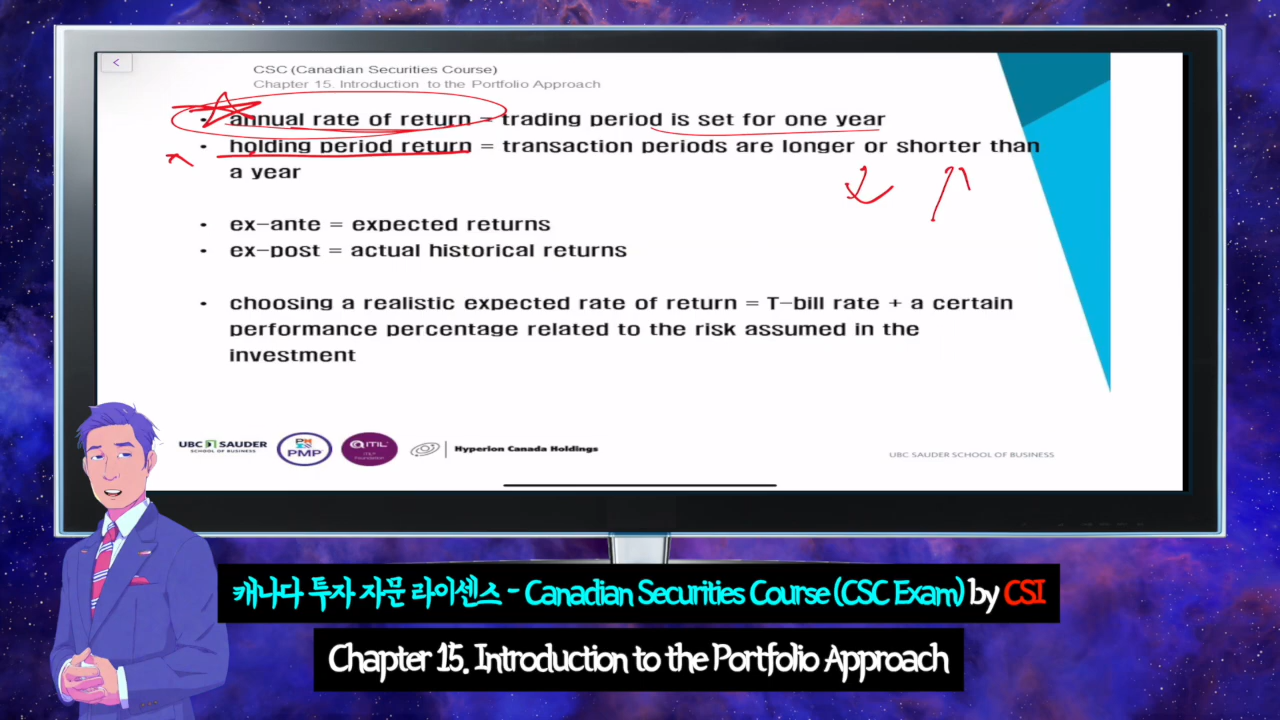 CSC (Canadian Securities Course)
Chapter 15. Introduction to the Portfolio Approach
• annual rate of return = trading period is set for one year
• holding period return = transaction periods are longer or shorter than
a year
• ex-ante = expected returns
• ex-post = actual historical returns
• choosing a realistic expected rate of return = T-bill rate + a certain
performance percentage related to the risk assumed in the
investment
UBC SAUDER
SCHOOL OF BUSINESS
PMP
ITIL
Foundation
Hyperion Canada Holdings
UBC SAUDER SCHOOL OF BUSINESS
캐나다 투자 자문 라이센스 - Canadian Securities Course (CSC Exam) by CSI
Chapter 15. Introduction to the Portfolio Approach